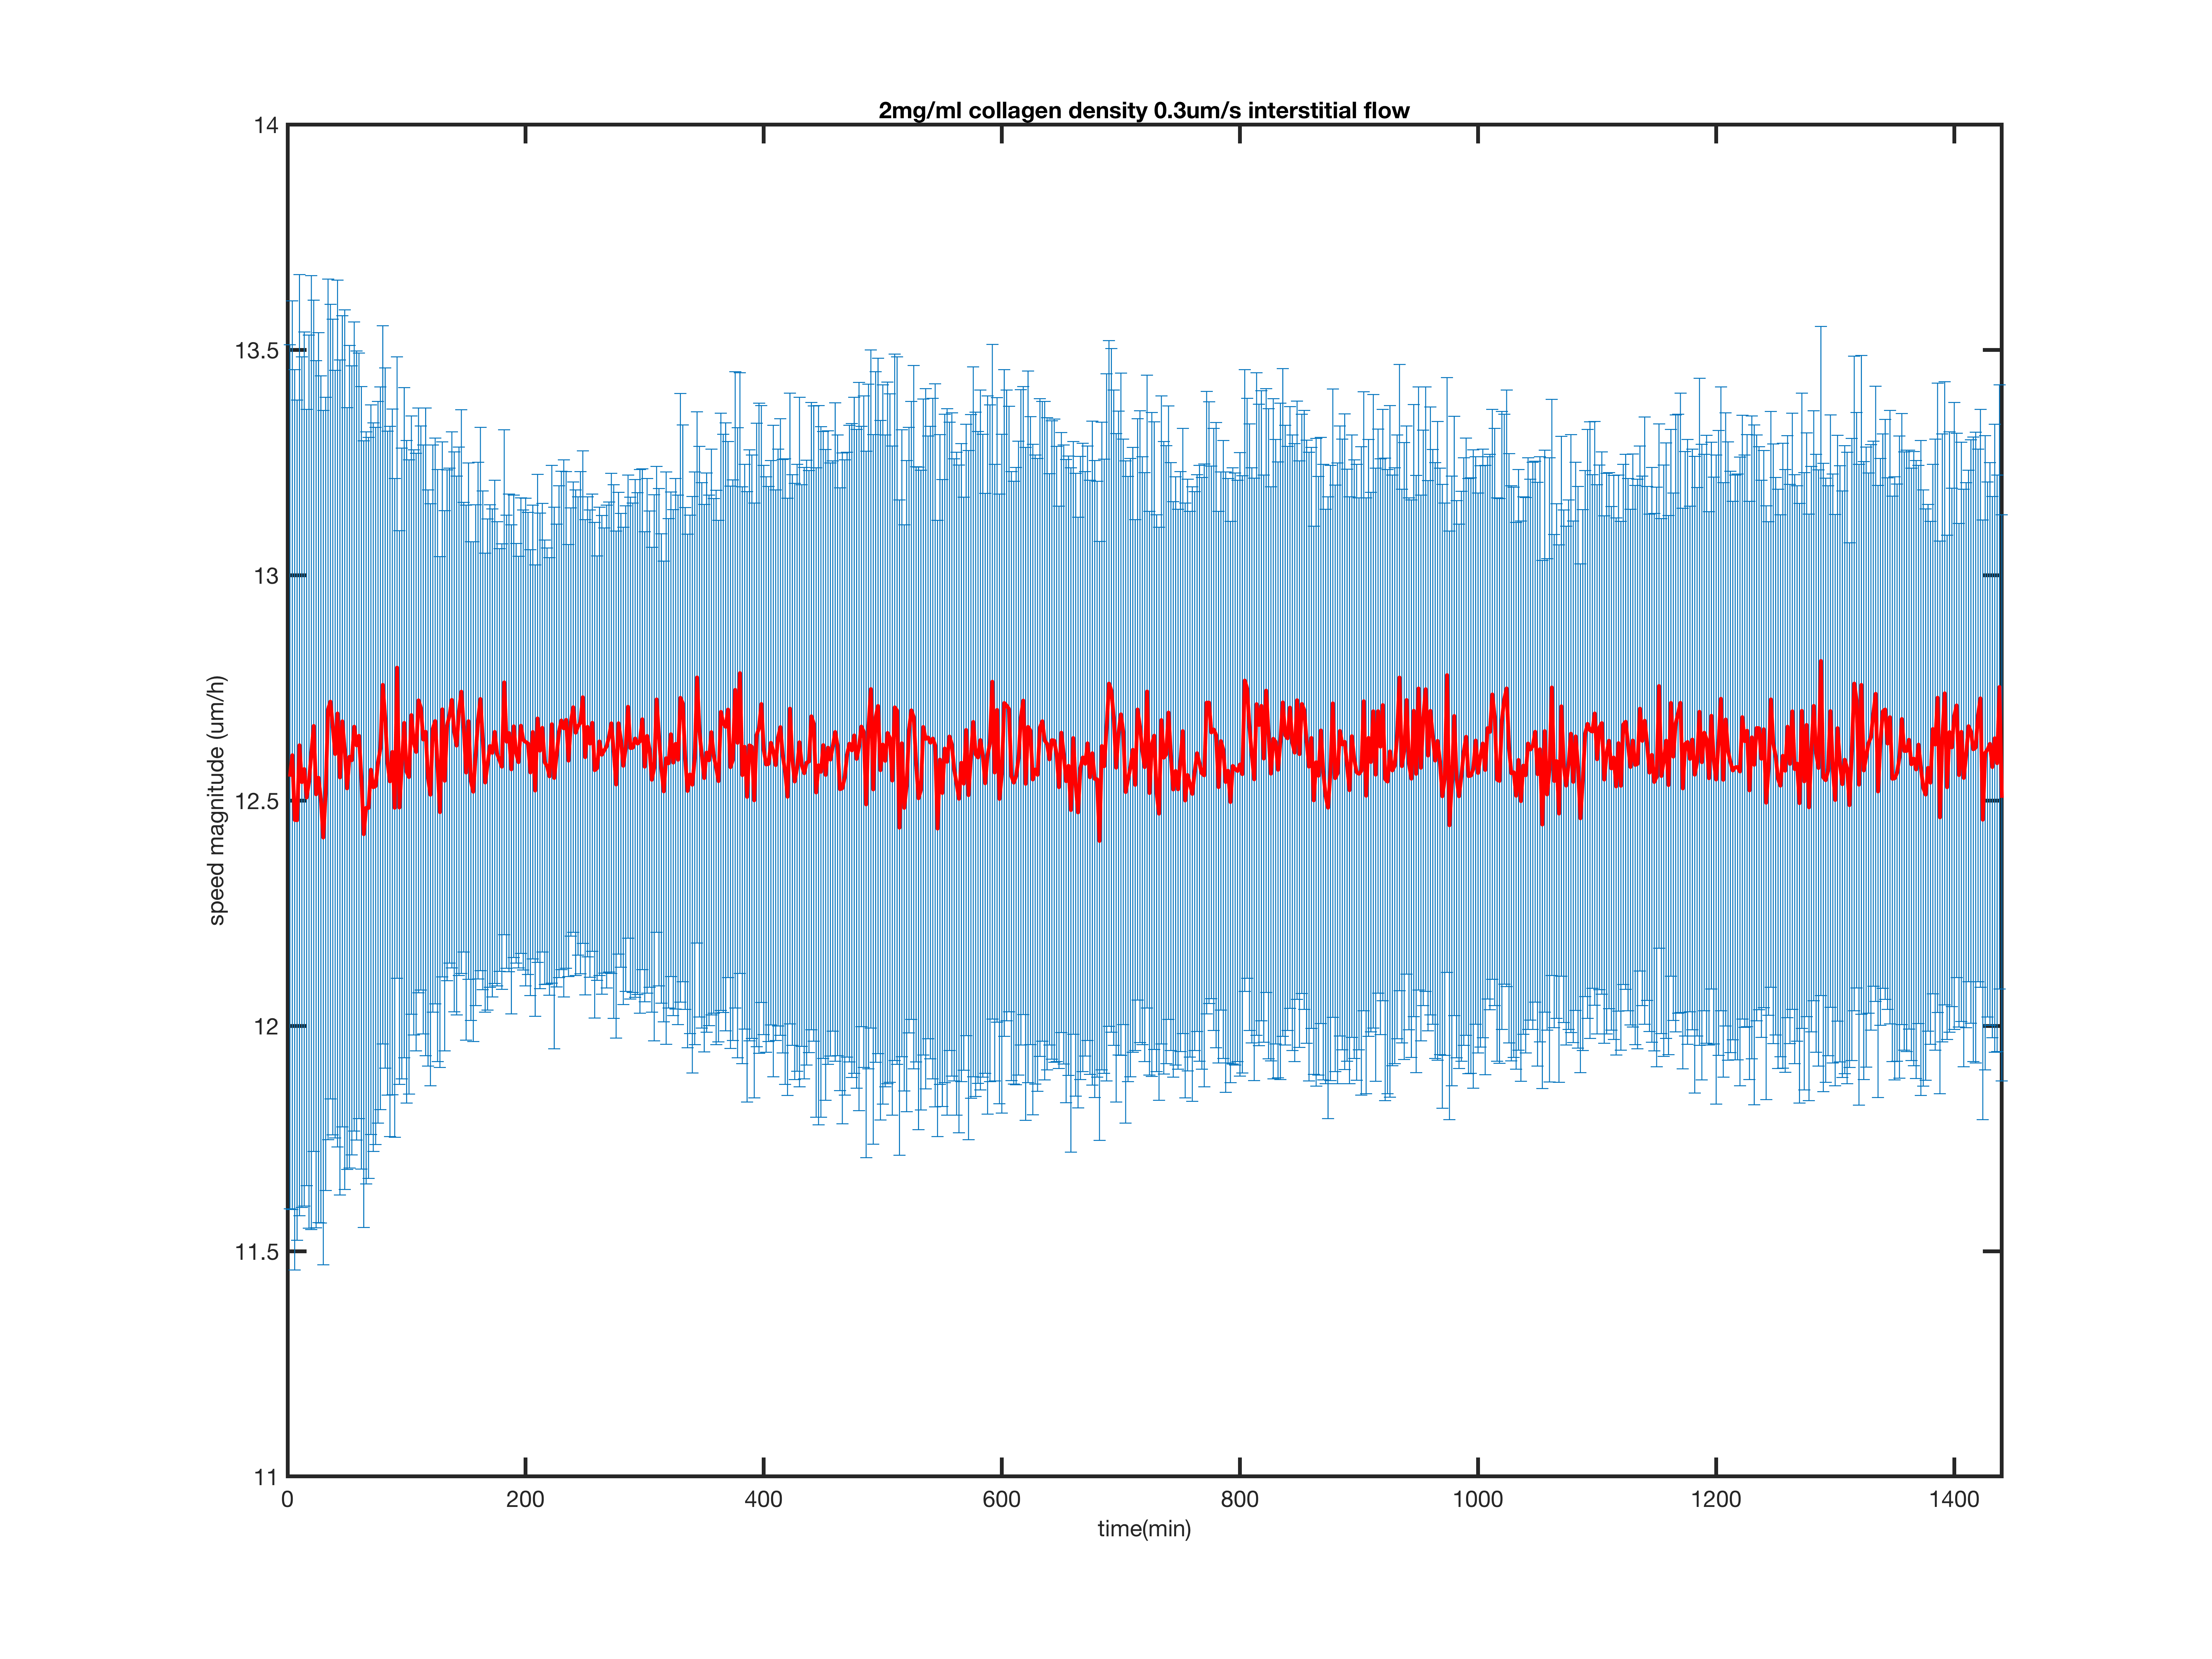 2mg/ml collagen density 0.3um/s interstitial flow
14
13.5
13
12.5
12
11.5
11
speed magnitude (um/h)
0 200 400 600 800 1000 1200 1400
time(min)